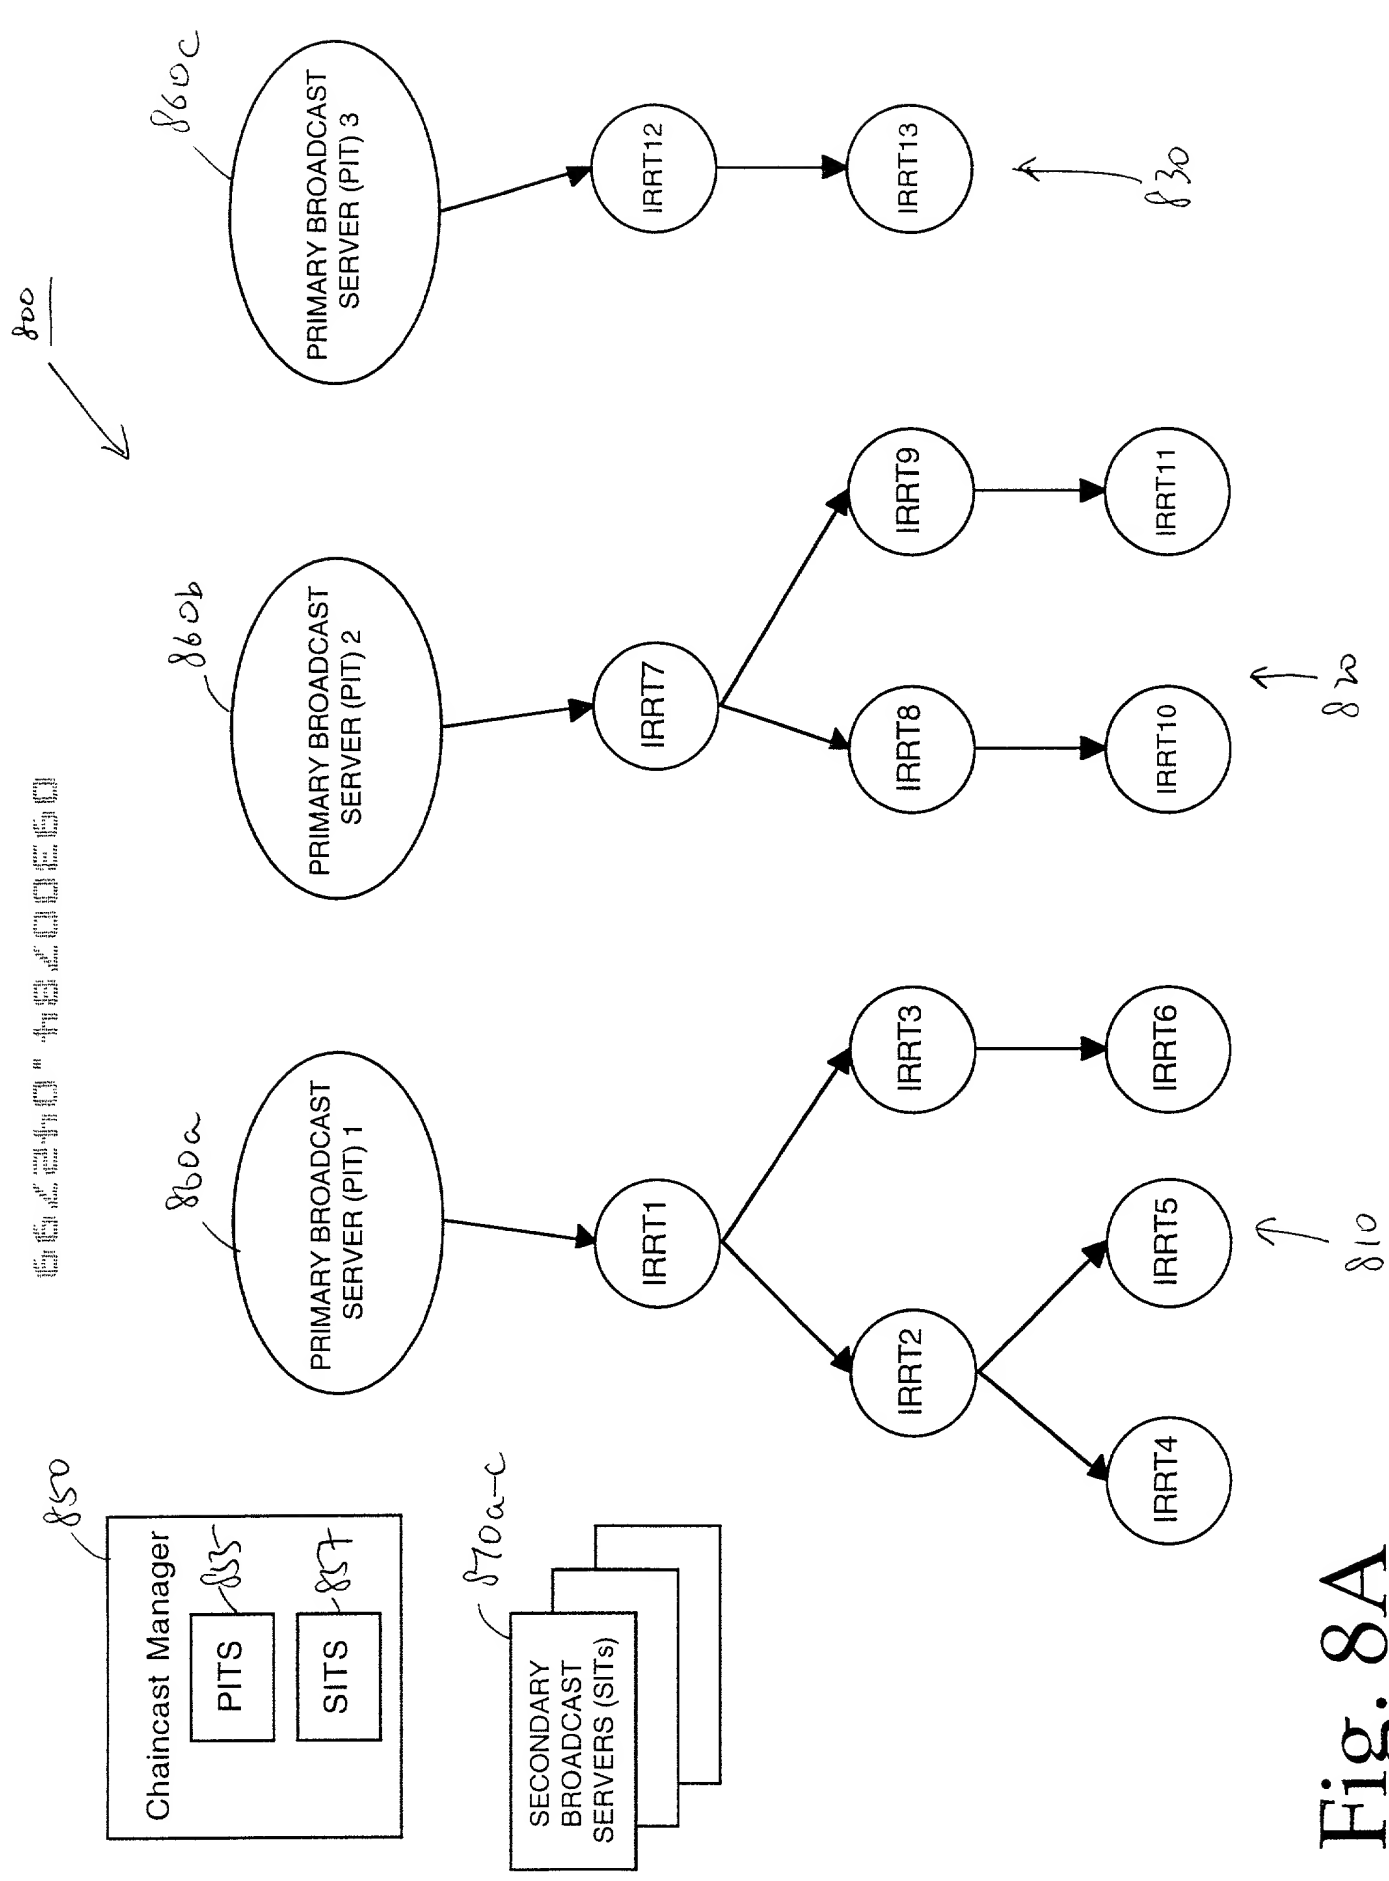 800
850
Chaincast Manager
PITS
835
SITS
857
870a-c
SECONDARY
BROADCAST
SERVERS (SITs)
860a
PRIMARY BROADCAST
SERVER (PIT) 1
860b
PRIMARY BROADCAST
SERVER (PIT) 2
860c
PRIMARY BROADCAST
SERVER (PIT) 3
IRRT1
IRRT7
IRRT12
IRRT2
IRRT3
IRRT8
IRRT9
IRRT13
IRRT4
IRRT5
IRRT6
IRRT10
IRRT11
810
820
830
Fig. 8A